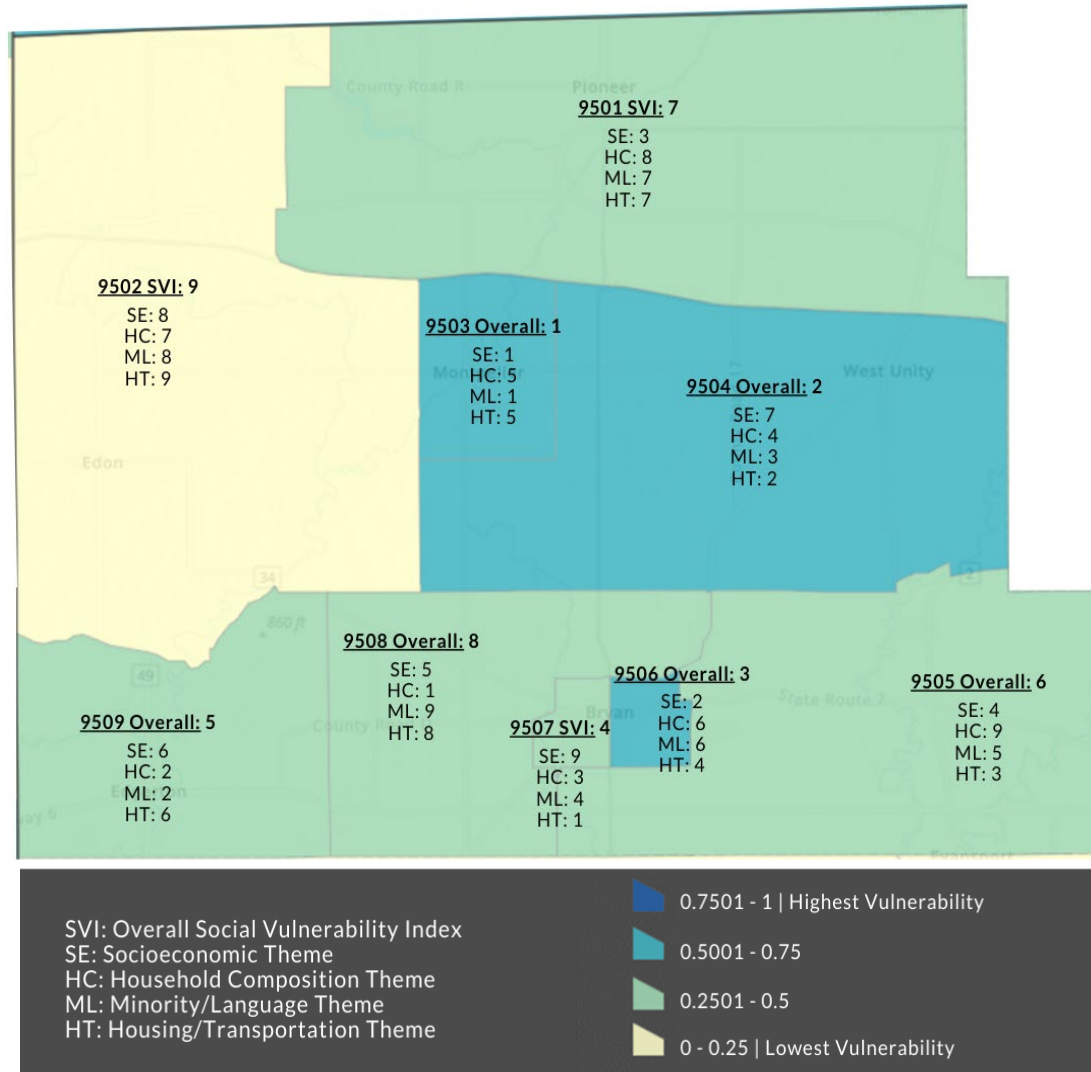 County Road R
Pioneer
9501 SVI: 7
SE: 3
HC: 8
ML: 7
HT: 7
9502 SVI: 9
SE: 8
HC: 7
ML: 8
HT: 9
9503 Overall: 1
SE: 1
HC: 5
ML: 1
HT: 5
West Unity
9504 Overall: 2
SE: 7
HC: 4
ML: 3
HT: 2
17
Edon
34
2
860 ft
49
9508 Overall: 8
SE: 5
HC: 1
ML: 9
HT: 8
9506 Overall: 3
SE: 2
HC: 6
ML: 6
HT: 4
Bryan
State Route 2
9505 Overall: 6
SE: 4
HC: 9
ML: 5
HT: 3
9509 Overall: 5
SE: 6
HC: 2
ML: 2
HT: 6
County Road
9507 SVI: 4
SE: 9
HC: 3
ML: 4
HT: 1
way 6
Evansport
SVI: Overall Social Vulnerability Index
SE: Socioeconomic Theme
HC: Household Composition Theme
ML: Minority/Language Theme
HT: Housing/Transportation Theme
0.7501 - 1 | Highest Vulnerability
0.5001 - 0.75
0.2501 - 0.5
0 - 0.25 | Lowest Vulnerability